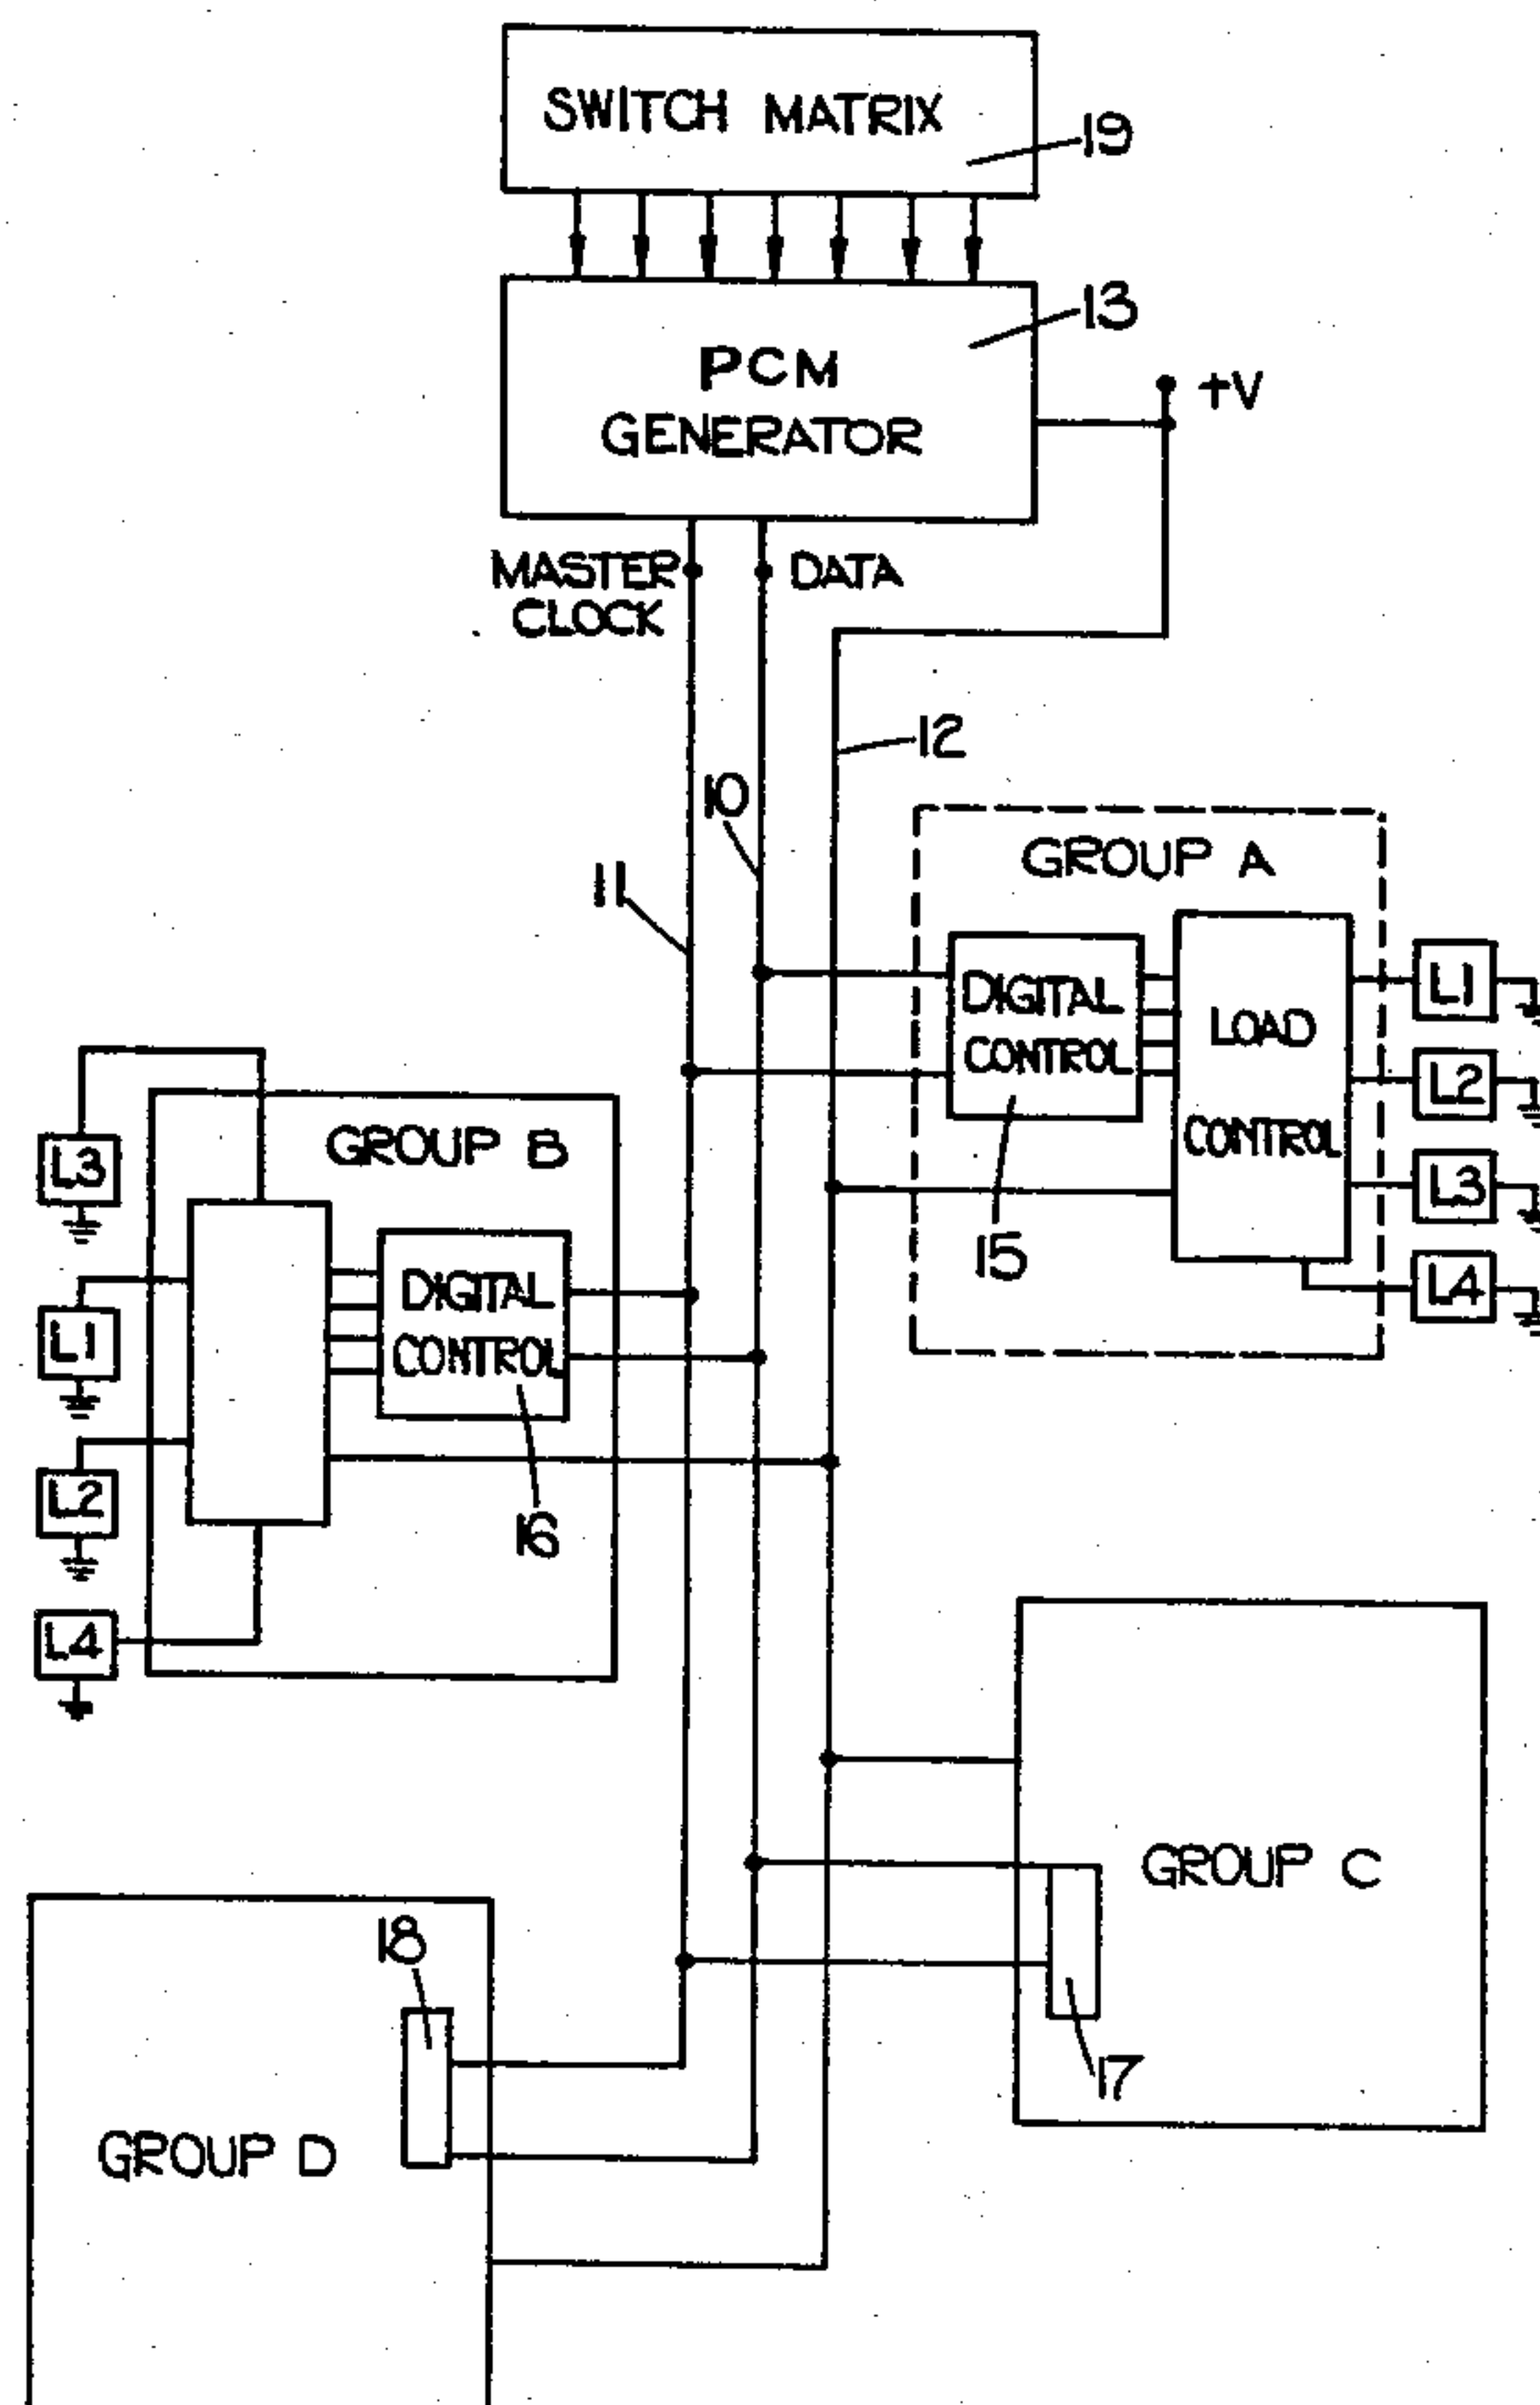 SWITCH MATRIX
19
13
PCM
GENERATOR
+V
MASTER
CLOCK
DATA
12
10
11
GROUP A
DIGITAL
CONTROL
LOAD
CONTROL
L1
L2
L3
L4
15
GROUP B
L3
L1
L2
L4
DIGITAL
CONTROL
16
GROUP C
17
18
GROUP D